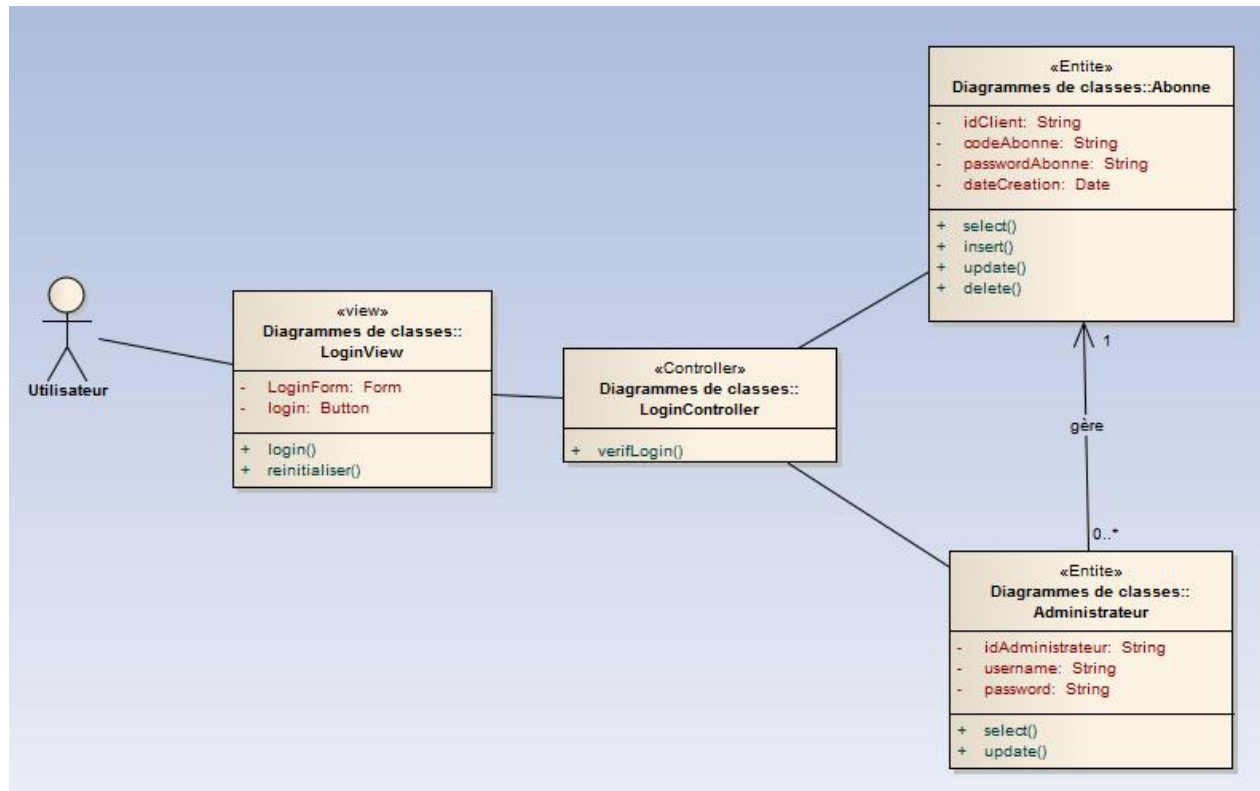 Utilisateur
«view»
Diagrammes de classes::
LoginView
- LoginForm: Form
- login: Button
+ login()
+ reinitialiser()
«Controller»
Diagrammes de classes::
LoginController
+ verifLogin()
«Entite»
Diagrammes de classes::Abonne
- idClient: String
- codeAbonne: String
- passwordAbonne: String
- dateCreation: Date
+ select()
+ insert()
+ update()
+ delete()
1
gère
0..*
«Entite»
Diagrammes de classes::
Administrateur
- idAdministrateur: String
- username: String
- password: String
+ select()
+ update()